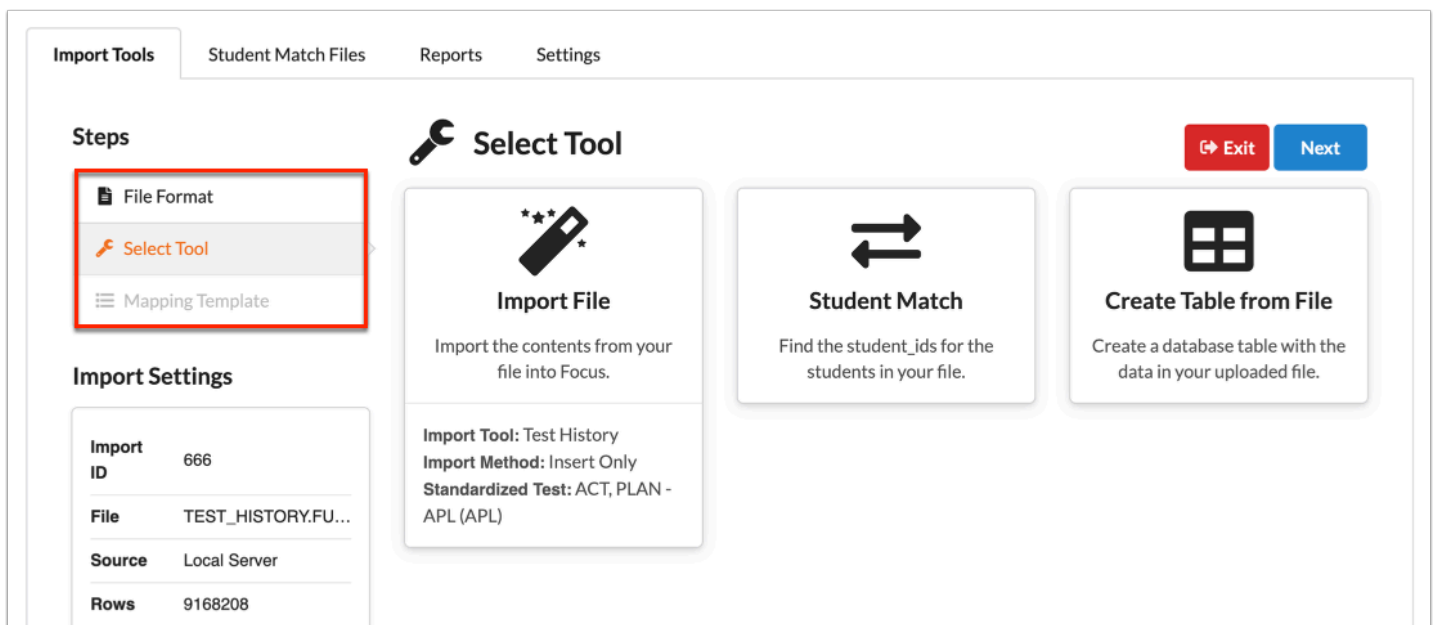 Import Tools
Student Match Files
Reports
Settings
Steps
File Format
Select Tool
Mapping Template
Import Settings
Import
ID
666
File
TEST_HISTORY.FU...
Source
Local Server
Rows
9168208
Select Tool
Exit
Next
Import File
Import the contents from your
file into Focus.
Import Tool: Test History
Import Method: Insert Only
Standardized Test: ACT, PLAN -
APL (APL)
Student Match
Find the student_ids for the
students in your file.
Create Table from File
Create a database table with the
data in your uploaded file.